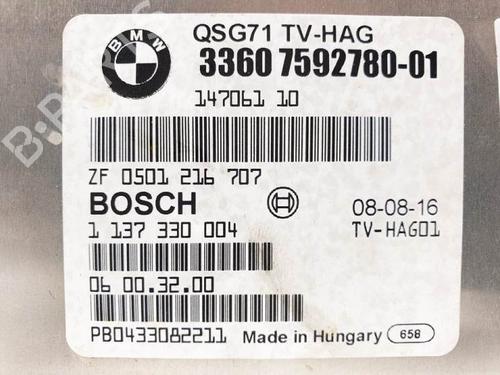 BMW
QSG71 TV-HAG
3360 7592780-01
147061 10
ZF 0501 216 707
BOSCH
08-08-16
1 137 330 004
TV-HAG01
06 00.32.00
PB0433082211
Made in Hungary
658
B-PARTS